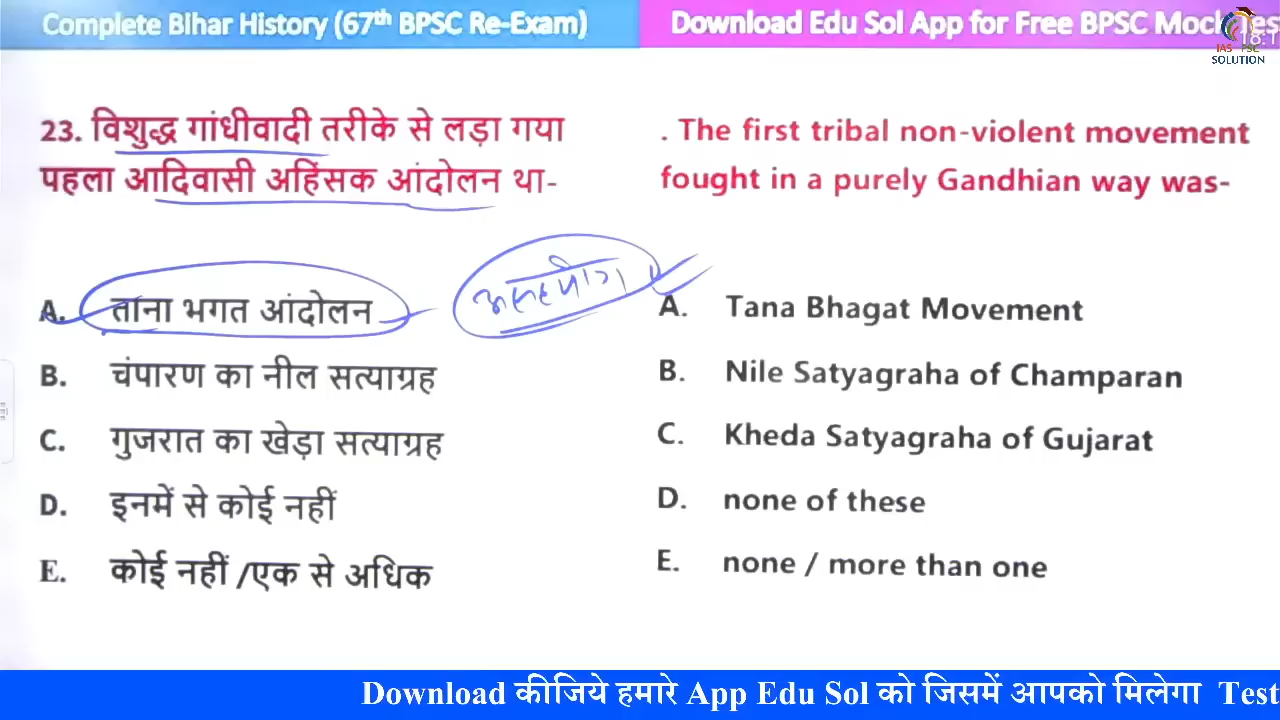 Complete Bihar History (67th BPSC Re-Exam)
Download Edu Sol App for Free BPSC Moc
18:1
IAS PSC
SOLUTION
23. विशुद्ध गांधीवादी तरीके से लड़ा गया
पहला आदिवासी अहिंसक आंदोलन था-
A. ताना भगत आंदोलन
असहयोग
B. चंपारण का नील सत्याग्रह
C. गुजरात का खेड़ा सत्याग्रह
D. इनमें से कोई नहीं
E. कोई नहीं /एक से अधिक
. The first tribal non-violent movement
fought in a purely Gandhian way was-
A. Tana Bhagat Movement
B. Nile Satyagraha of Champaran
C. Kheda Satyagraha of Gujarat
D. none of these
E. none / more than one
Download कीजिये हमारे App Edu Sol को जिसमें आपको मिलेगा Test